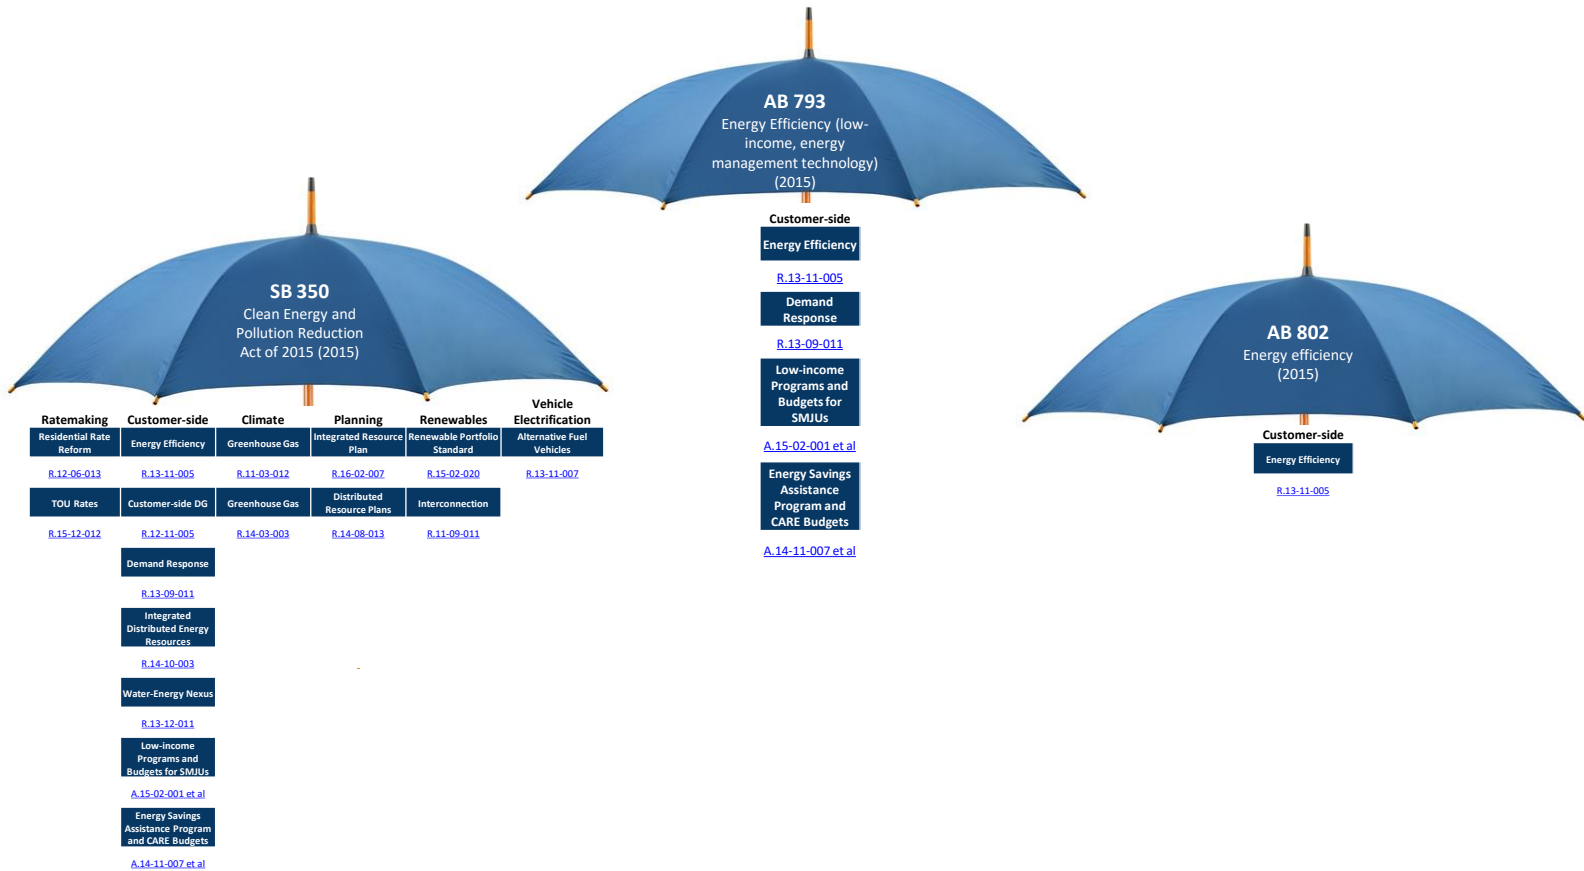 AB 793
Energy Efficiency (low-
income, energy
management technology)
(2015)
Customer-side
Energy Efficiency
R.13-11-005
Demand
Response
R.13-09-011
Low-income
Programs and
Budgets for
SMJUs
A.15-02-001 et al
Energy Savings
Assistance
Program and
CARE Budgets
A.14-11-007 et al
SB 350
Clean Energy and
Pollution Reduction
Act of 2015 (2015)
Ratemaking
Residential Rate
Reform
R.12-06-013
TOU Rates
R.15-12-012
Customer-side
Energy Efficiency
R.13-11-005
Customer-side DG
R.12-11-005
Demand Response
R.13-09-011
Integrated
Distributed Energy
Resources
R.14-10-003
Water-Energy Nexus
R.13-12-011
Low-income
Programs and
Budgets for SMJUs
A.15-02-001 et al
Energy Savings
Assistance Program
and CARE Budgets
A.14-11-007 et al
Climate
Greenhouse Gas
R.11-03-012
Greenhouse Gas
R.14-03-003
Planning
Integrated Resource
Plan
R.16-02-007
Distributed
Resource Plans
R.14-08-013
Renewables
Renewable Portfolio
Standard
R.15-02-020
Interconnection
R.11-09-011
Vehicle
Electrification
Alternative Fuel
Vehicles
R.13-11-007
AB 802
Energy efficiency
(2015)
Customer-side
Energy Efficiency
R.13-11-005